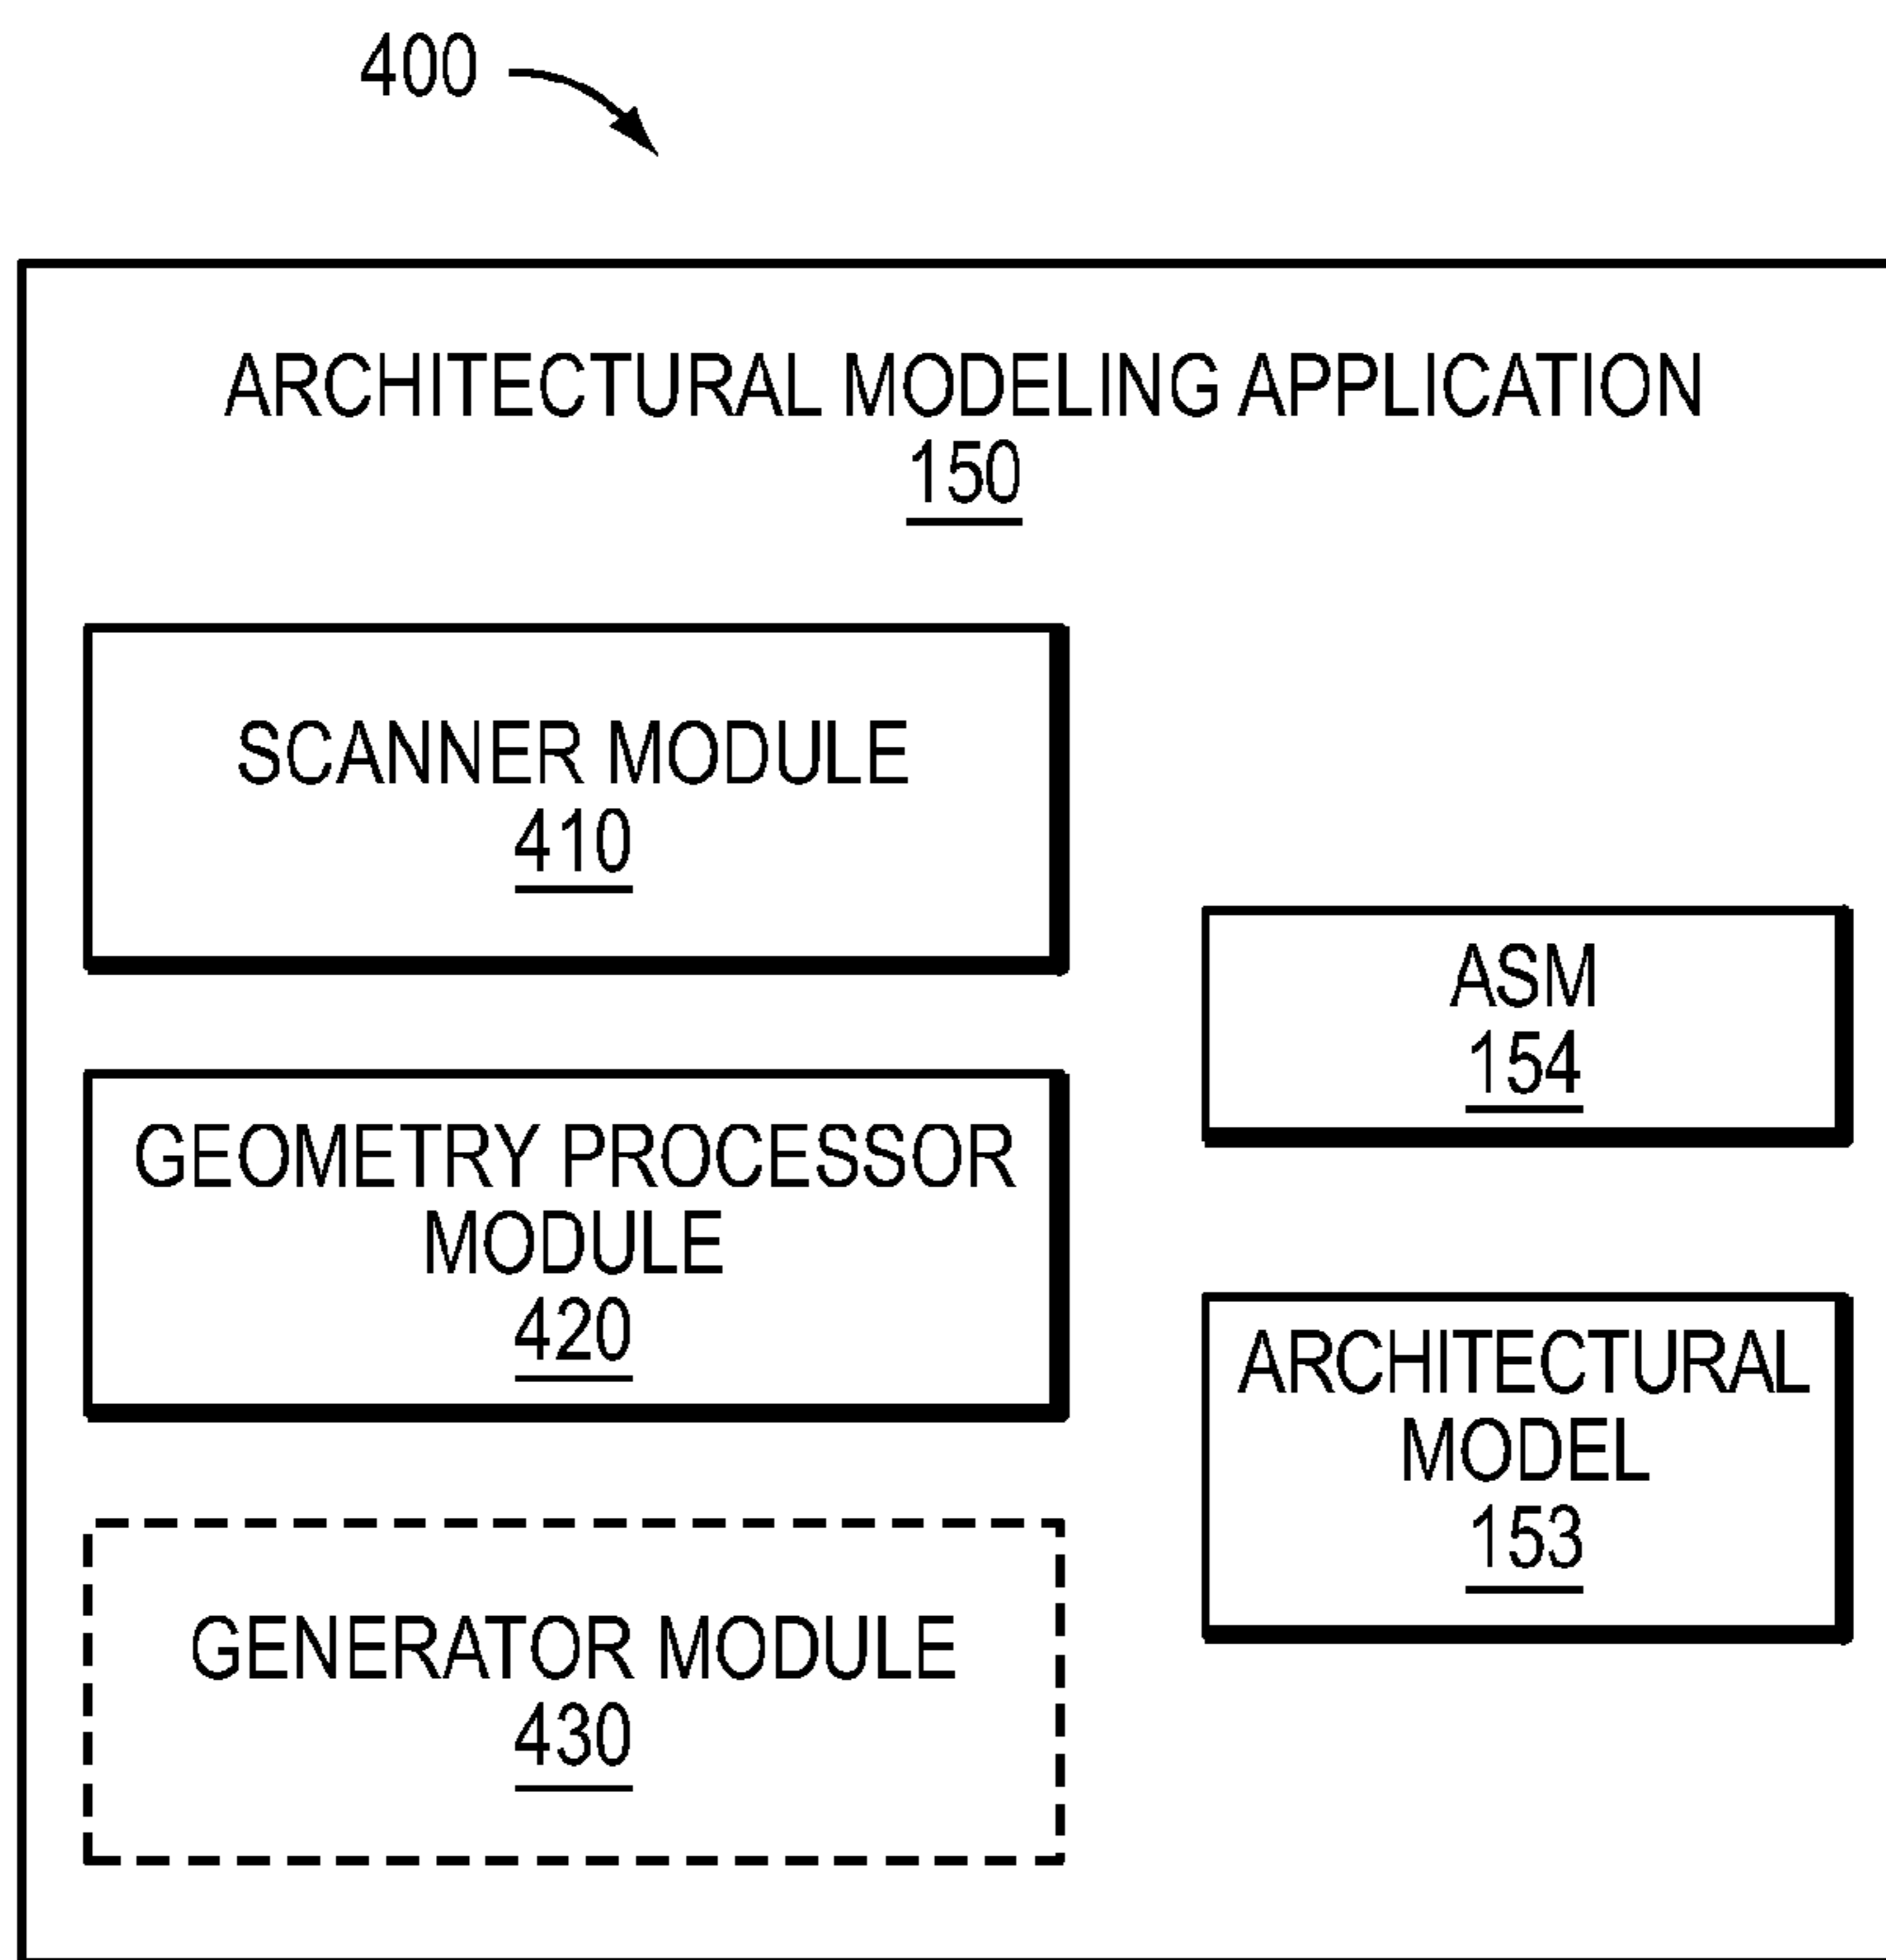 400
ARCHITECTURAL MODELING APPLICATION
150
SCANNER MODULE
410
GEOMETRY PROCESSOR
MODULE
420
GENERATOR MODULE
430
ASM
154
ARCHITECTURAL
MODEL
153